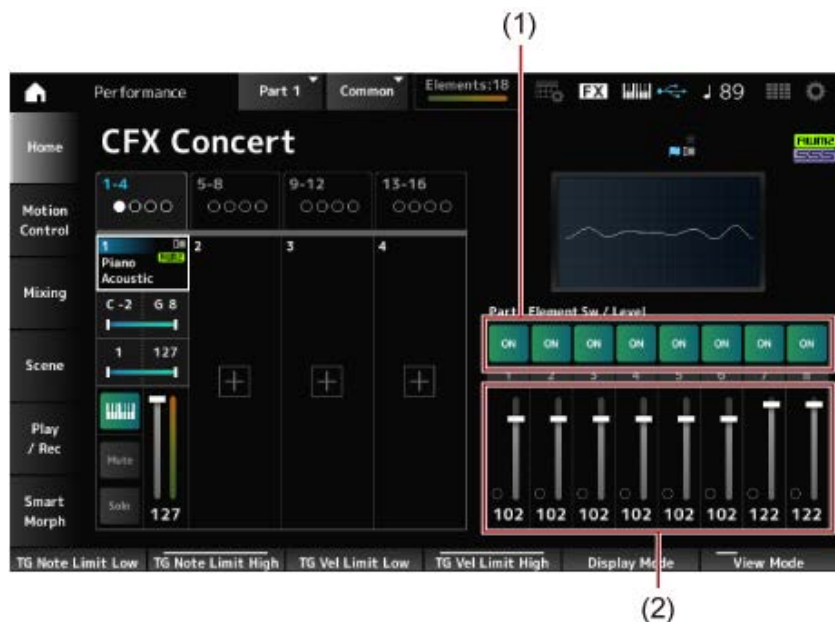 (1)
Performance Part 1 Common Elements:18 FX ♩ 89
Home
CFX Concert
AWM2
SSS
1-4 5-8 9-12 13-16
Motion
Control
1 2 3 4
Piano
AWM2
Acoustic
Mixing
C -2 G 8
Part Element Sw / Level
ON ON ON ON ON ON ON ON
Scene
1 127
1 2 3 4 5 6 7 8
Play
/ Rec
Mute
Smart
Morph
Solo
127
102 102 102 102 102 102 122 122
TG Note Limit Low TG Note Limit High TG Vel Limit Low TG Vel Limit High Display Mode View Mode
(2)